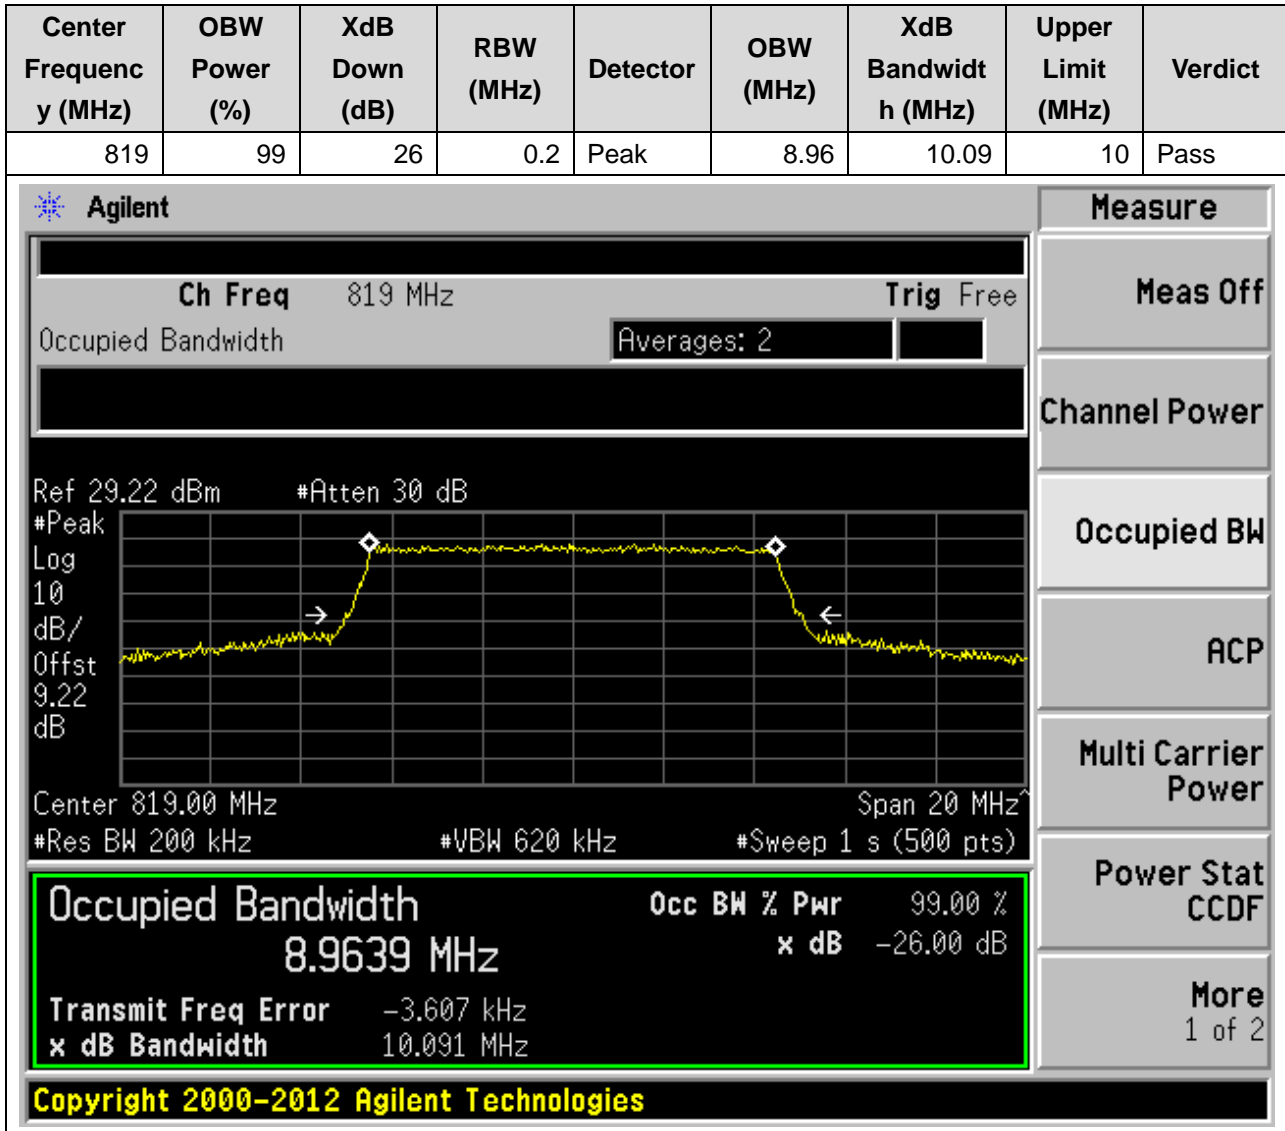 Center Frequency (MHz) OBW Power (%) XdB Down (dB) RBW (MHz) Detector OBW (MHz) XdB Bandwidth (MHz) Upper Limit (MHz) Verdict
819 99 26 0.2 Peak 8.96 10.09 10 Pass
Agilent
Measure
Ch Freq 819 MHz Trig Free
Meas Off
Occupied Bandwidth Averages: 2
Channel Power
Ref 29.22 dBm #Atten 30 dB
#Peak
Log
10
dB/
Offst
9.22
dB
Occupied BW
ACP
Multi Carrier
Power
Center 819.00 MHz Span 20 MHz^
#Res BW 200 kHz #VBW 620 kHz #Sweep 1 s (500 pts)
Power Stat
CCDF
Occupied Bandwidth Occ BW % Pwr 99.00 %
8.9639 MHz x dB -26.00 dB
Transmit Freq Error -3.607 kHz
x dB Bandwidth 10.091 MHz
More
1 of 2
Copyright 2000-2012 Agilent Technologies